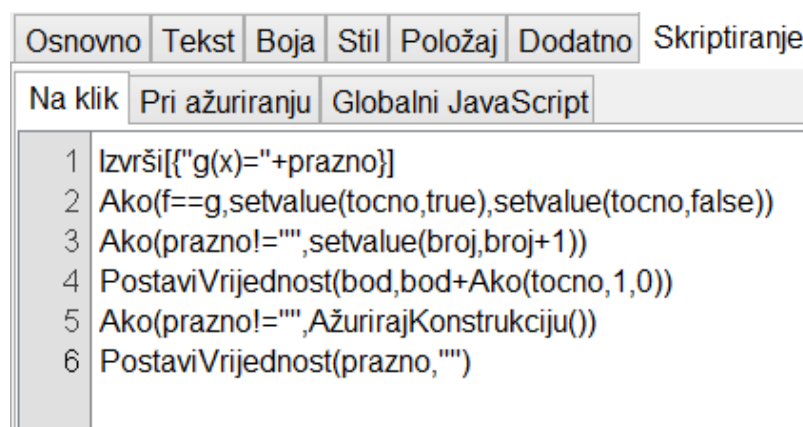 Osnovno Tekst Boja Stil Položaj Dodatno Skriptiranje
Na klik Pri ažuriranju Globalni JavaScript
1 Izvrši[{"g(x)="+prazno}]
2 Ako(f==g,setvalue(tocno,true),setvalue(tocno,false))
3 Ako(prazno!="",setvalue(broj,broj+1))
4 PostaviVrijednost(bod,bod+Ako(tocno,1,0))
5 Ako(prazno!="",AžurirajKonstrukciju())
6 PostaviVrijednost(prazno,"")